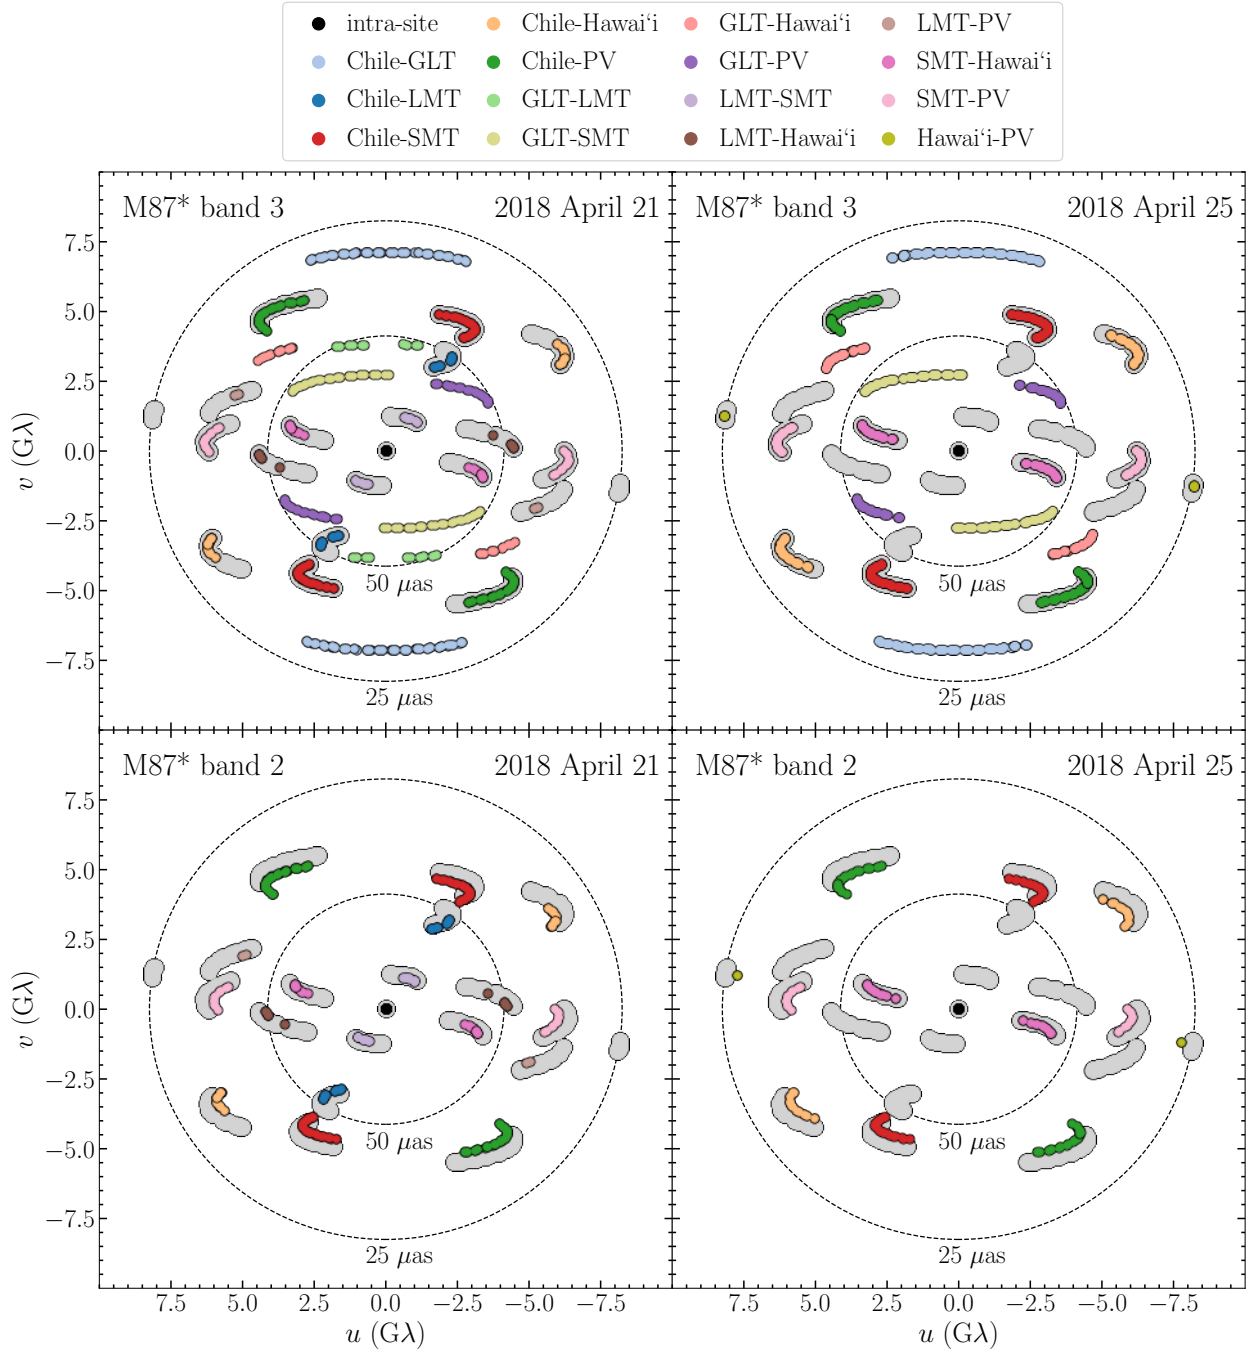 intra-site Chile-Hawai‘i GLT-Hawai‘i LMT-PV
Chile-GLT Chile-PV GLT-PV SMT-Hawai‘i
Chile-LMT GLT-LMT LMT-SMT SMT-PV
Chile-SMT GLT-SMT LMT-Hawai‘i Hawai‘i-PV
M87* band 3 2018 April 21
M87* band 3 2018 April 25
7.5
5.0
2.5
0.0
−2.5
−5.0
−7.5
v (Gλ)
50 μas
25 μas
50 μas
25 μas
M87* band 2 2018 April 21
M87* band 2 2018 April 25
7.5
5.0
2.5
0.0
−2.5
−5.0
−7.5
v (Gλ)
50 μas
25 μas
50 μas
25 μas
7.5 5.0 2.5 0.0 −2.5 −5.0 −7.5
u (Gλ)
7.5 5.0 2.5 0.0 −2.5 −5.0 −7.5
u (Gλ)